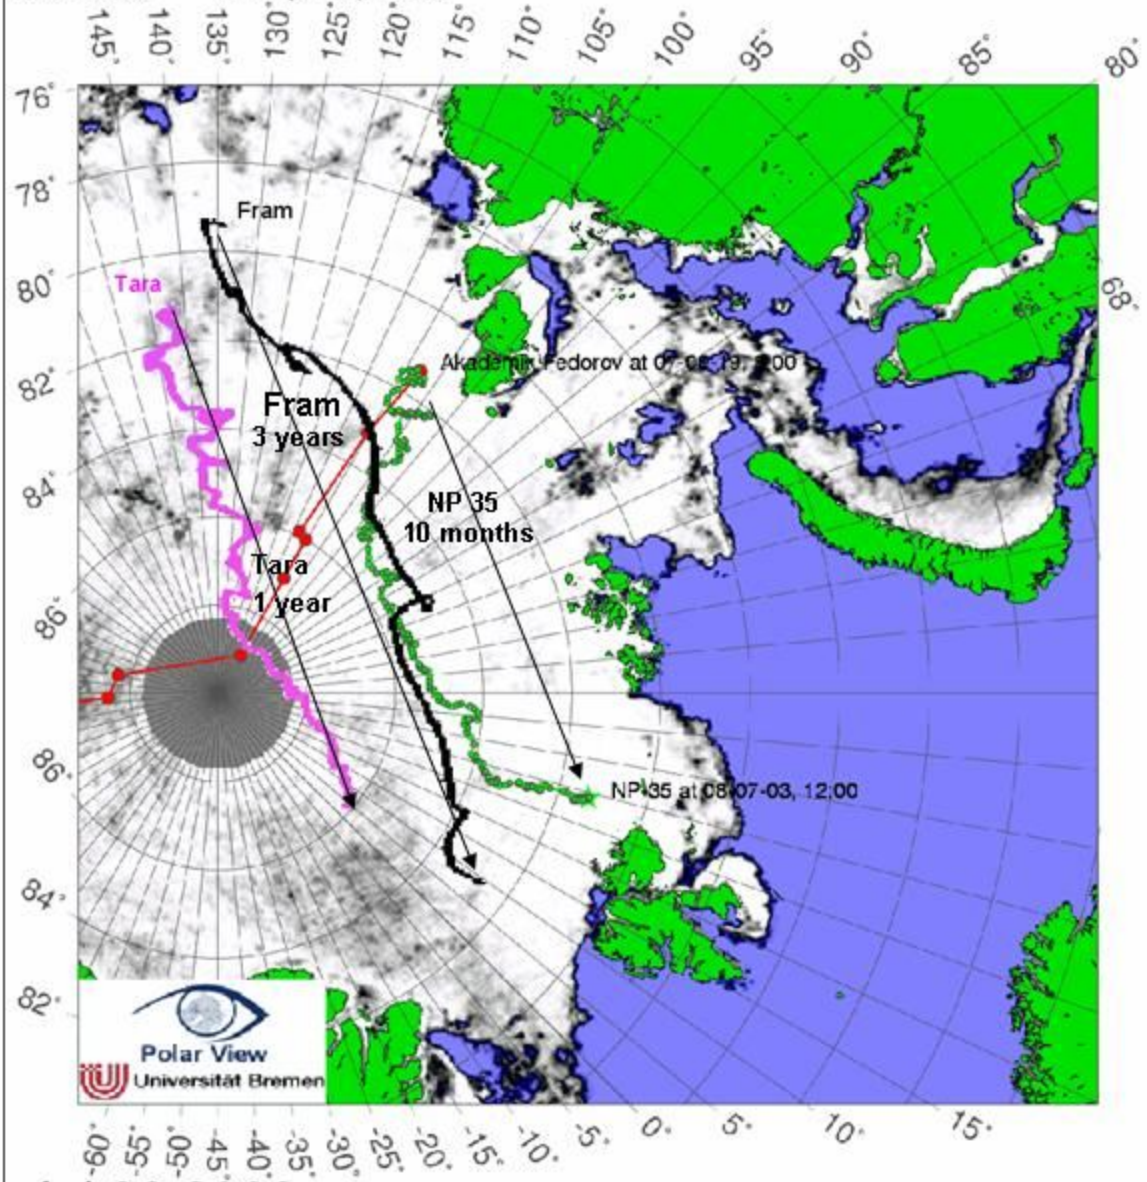 145° 140° 135° 130° 125° 120° 115° 110° 105° 100° 95° 90° 85° 80°
76°
78°
Fram
80°
Tara
68°
82°
Akademik Fedorov at
Fram
3 years
84°
NP 35
10 months
Tara
1 year
86°
86°
NP-35 at 08-07-03, 12:00
84°
82°
Polar View
Universität Bremen
-60° -55° -50° -45° -40° -35° -25° -20° -15° -10° -5° 0° 5° 10° 15°